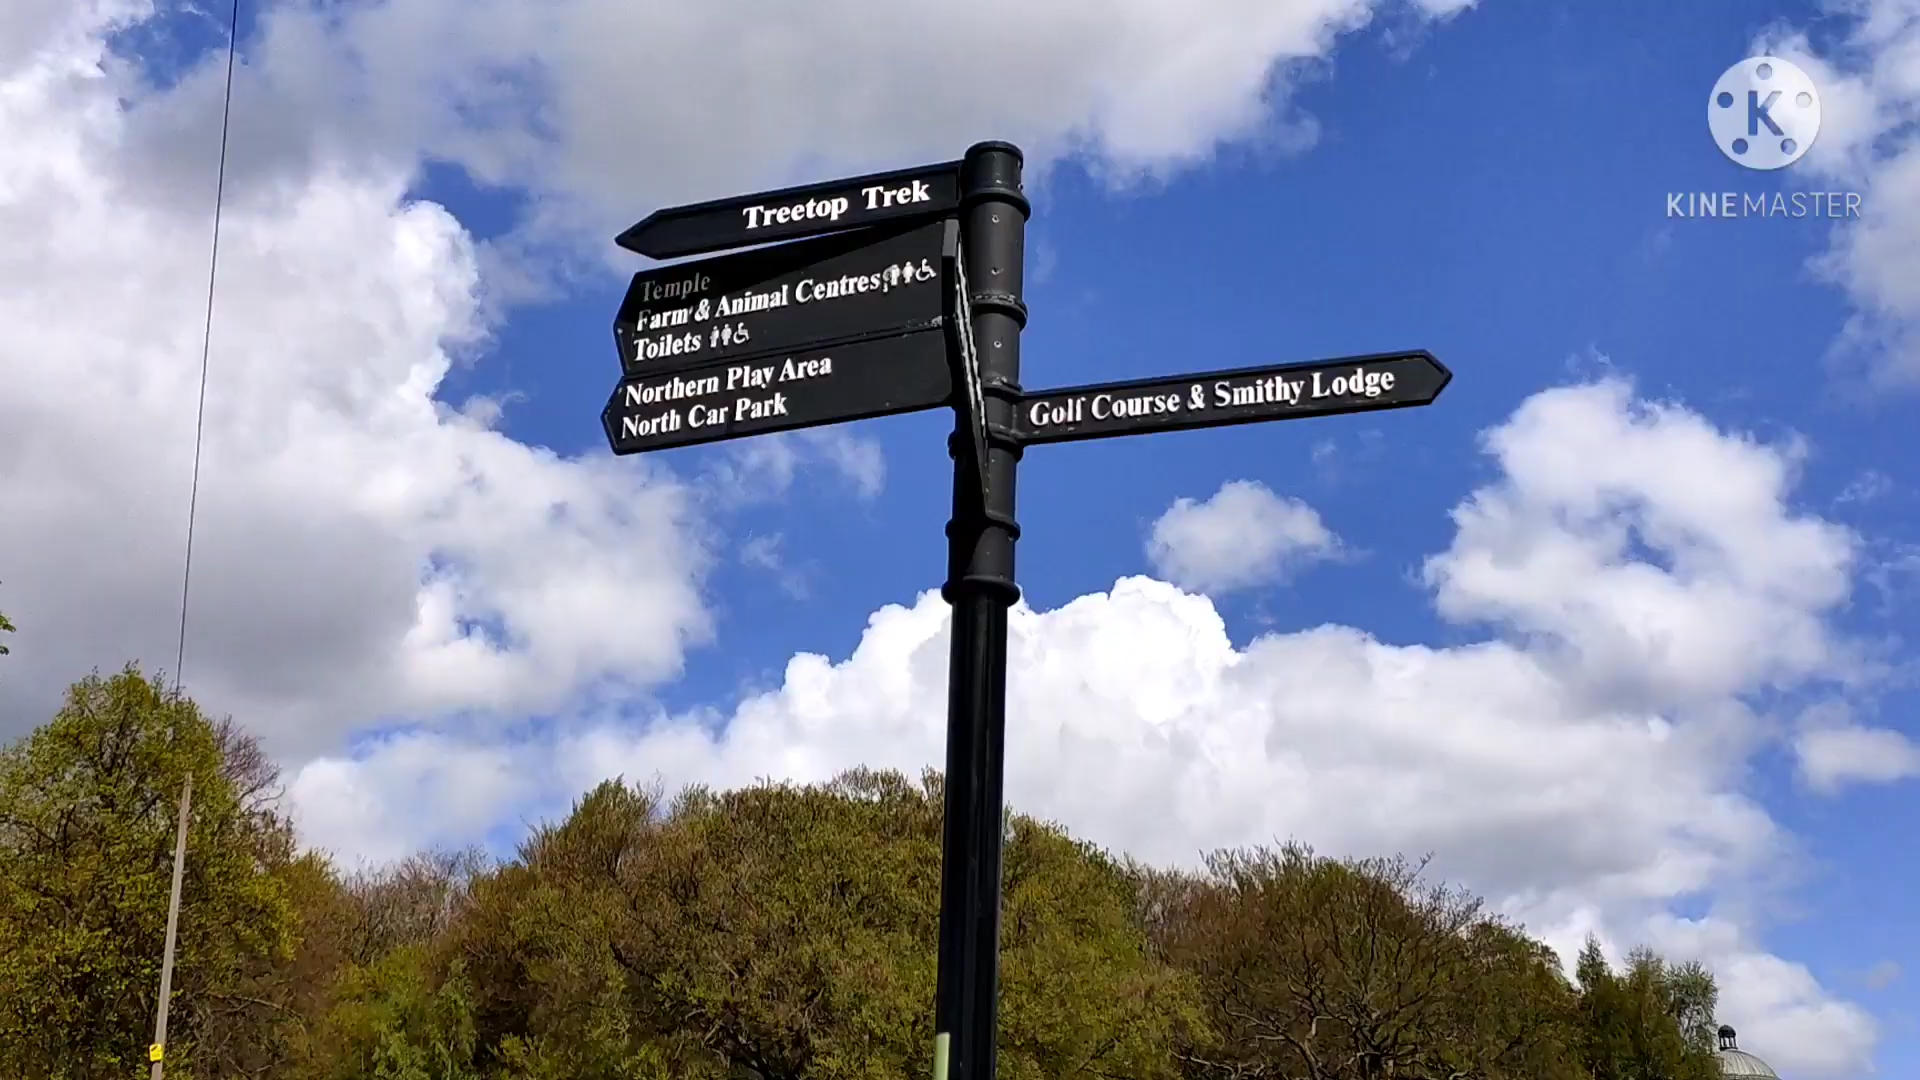 Treetop Trek
Temple
Farm & Animal Centres
Toilets
Northern Play Area
North Car Park
Golf Course & Smithy Lodge
K
KINEMASTER